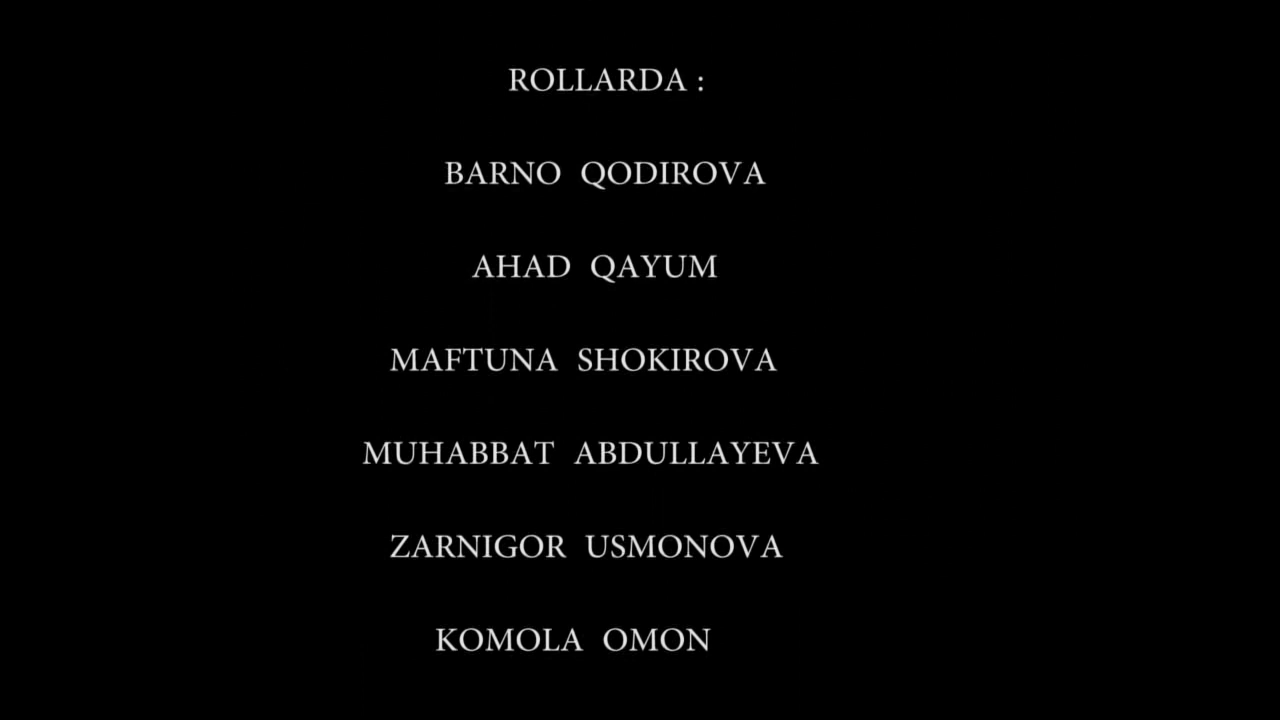 ROLLARDA :
BARNO QODIROVA
AHAD QAYUM
MAFTUNA SHOKIROVA
MUHABBAT ABDULLAYEVA
ZARNIGOR USMONOVA
KOMOLA OMON